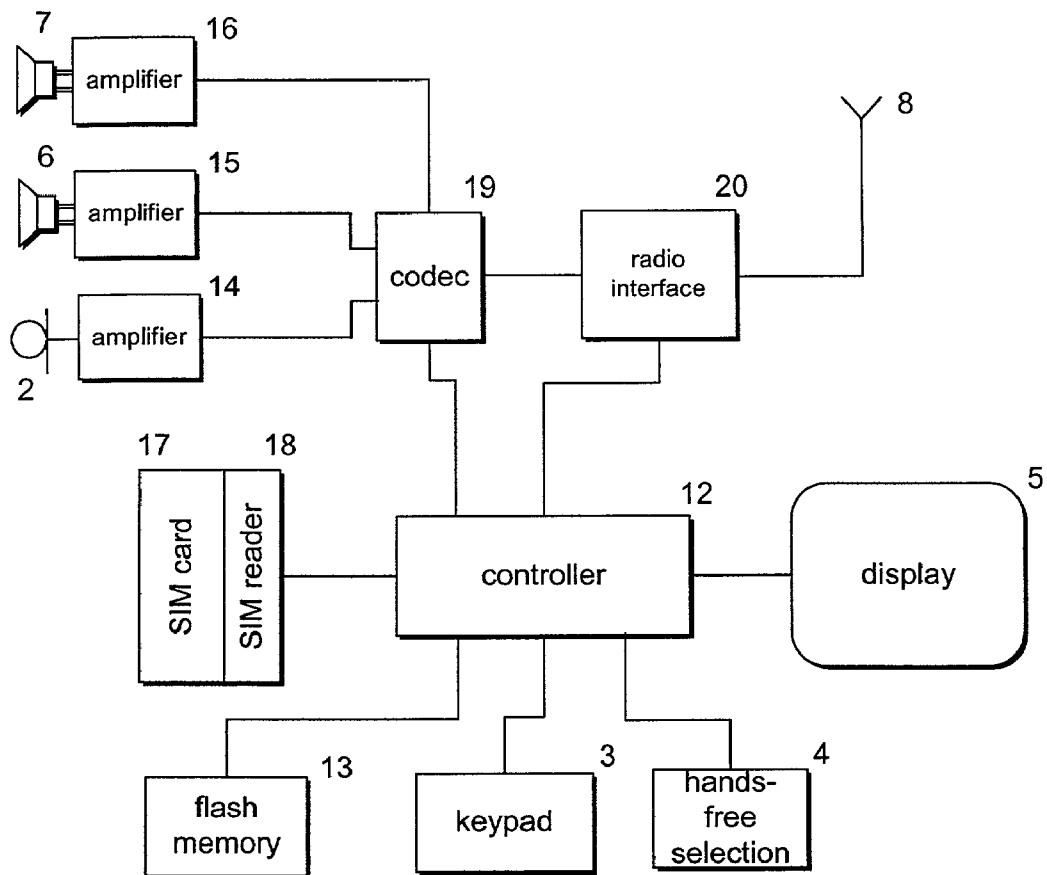 7
16
amplifier
8
6
15
amplifier
19
20
codec
radio
interface
14
amplifier
2
17
18
12
5
SIM card
SIM reader
controller
display
13
3
4
flash
memory
keypad
hands-
free
selection